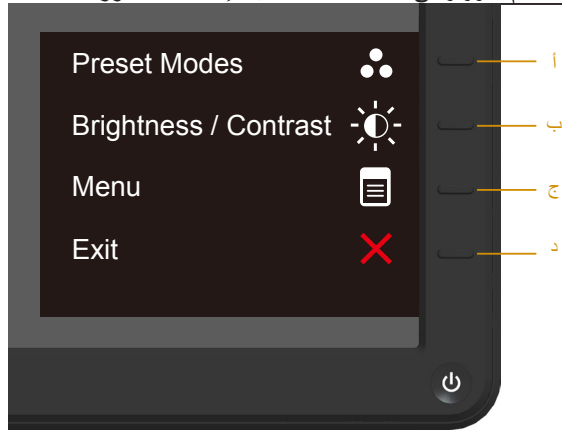 Preset Modes أ
Brightness / Contrast ب
Menu ج
Exit د